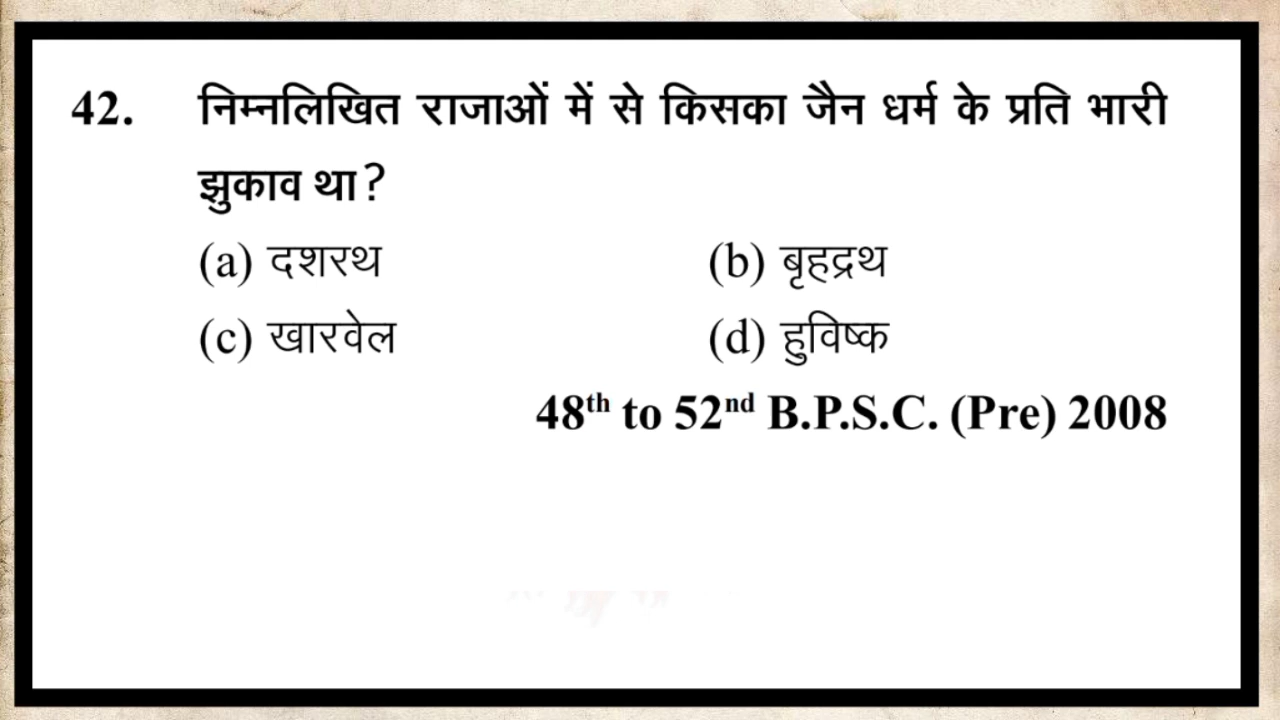 42. निम्नलिखित राजाओं में से किसका जैन धर्म के प्रति भारी
झुकाव था?
(a) दशरथ (b) बृहद्रथ
(c) खारवेल (d) हुविष्क
48th to 52nd B.P.S.C. (Pre) 2008